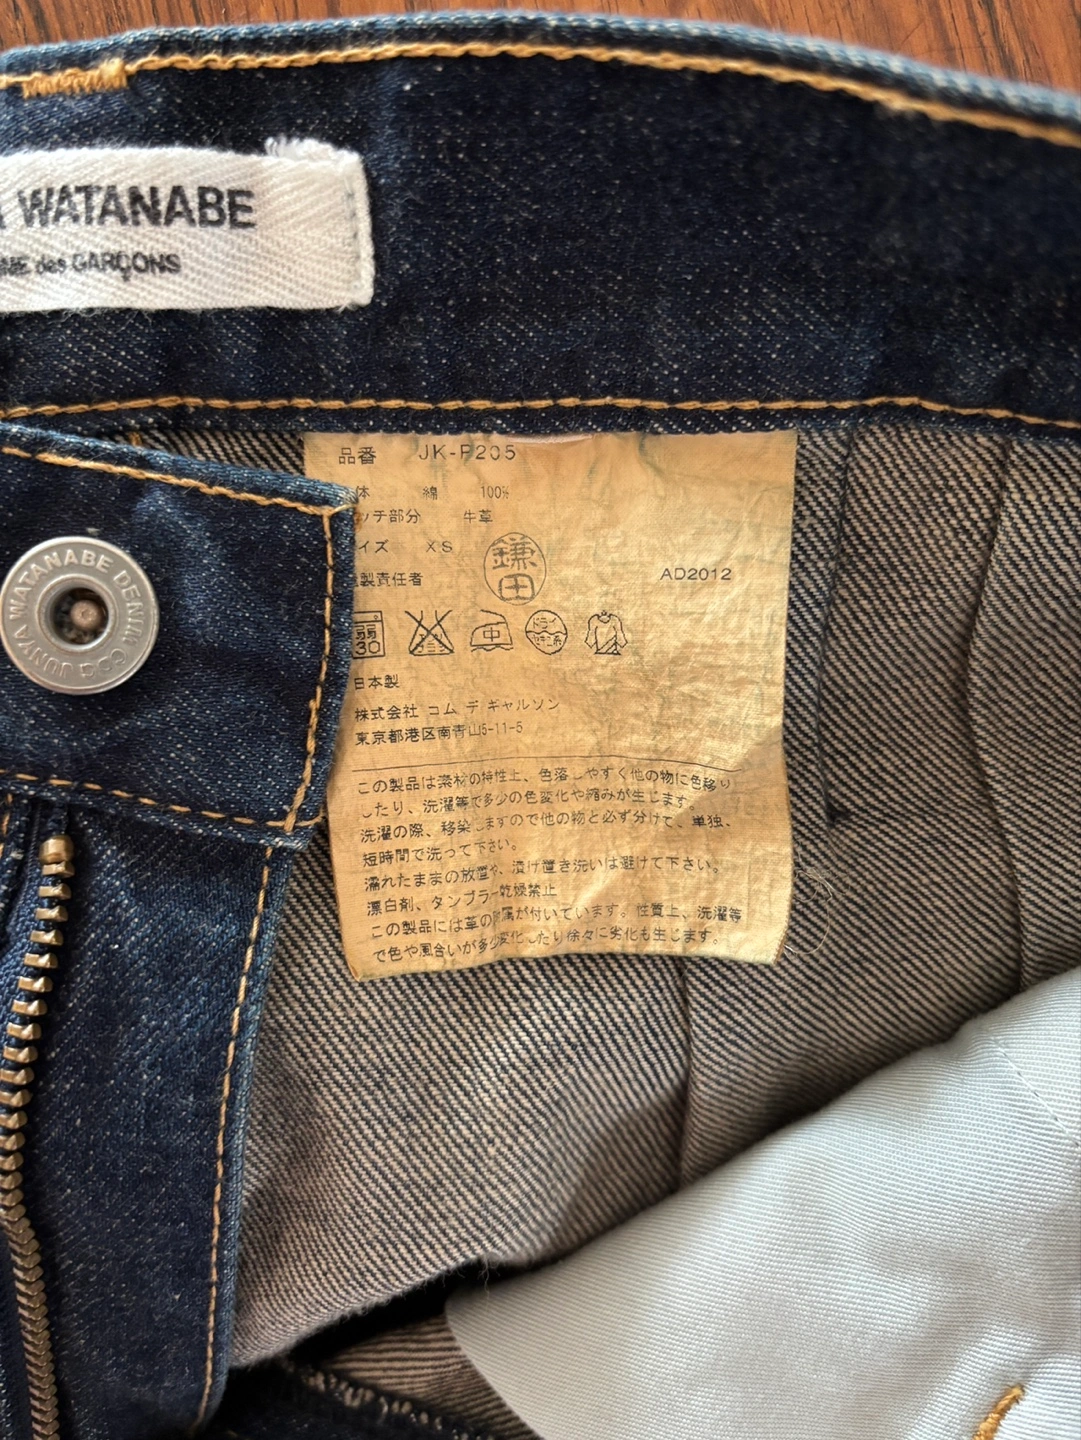 WATANABE
des GARÇONS
品番 JK-P205
体 綿 100%
ッチ部分 牛革
イズ XS
鎌田
製責任者
AD2012
弱
30
中
日本製
株式会社 コム デ ギャルソン
東京都港区南青山5-11-5
この製品は素材の特性上、色落しやすく他の物に色移り
したり、洗濯等で多少の色変化や縮みが生じます。
洗濯の際、移染しますので他の物と必ず分けて、単独、
短時間で洗って下さい。
濡れたままの放置や、漬け置き洗いは避けて下さい。
漂白剤、タンブラー乾燥禁止
この製品には革の附属が付いています。性質上、洗濯等
で色や風合いが多少変化したり徐々に劣化も生じます。
JUNYA WATANABE DENIM CDG